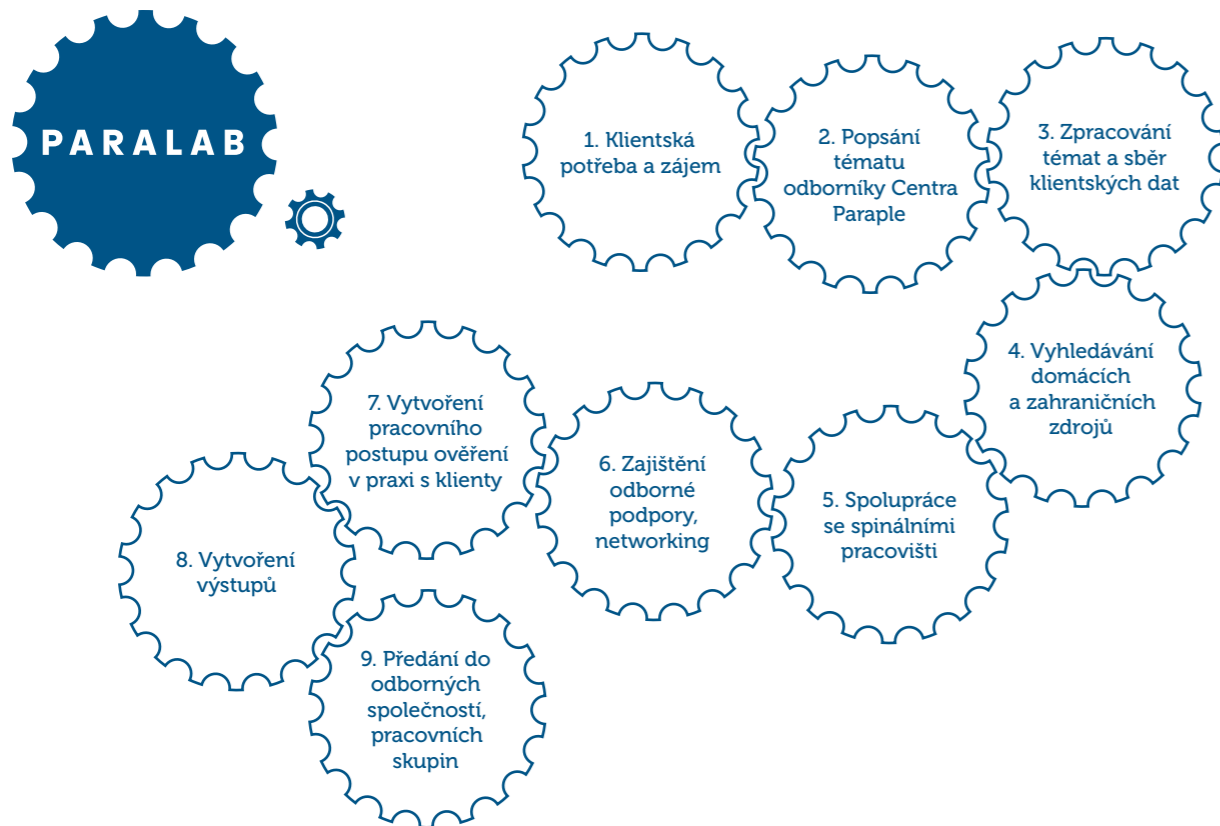 PARALAB
1. Klientská
potřeba a zájem
2. Popsání
tématu
odborníky Centra
Paraple
3. Zpracování
témat a sběr
klientských dat
4. Vyhledávání
domácích
a zahraničních
zdrojů
5. Spolupráce
se spinálními
pracovišti
6. Zajištění
odborné
podpory,
networking
7. Vytvoření
pracovního
postupu ověření
v praxi s klienty
8. Vytvoření
výstupů
9. Předání do
odborných
společností,
pracovních
skupin